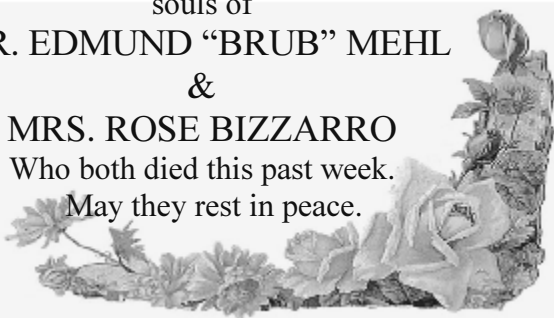 souls of
R. EDMUND “BRUB” MEHL
&
MRS. ROSE BIZZARRO
Who both died this past week.
May they rest in peace.